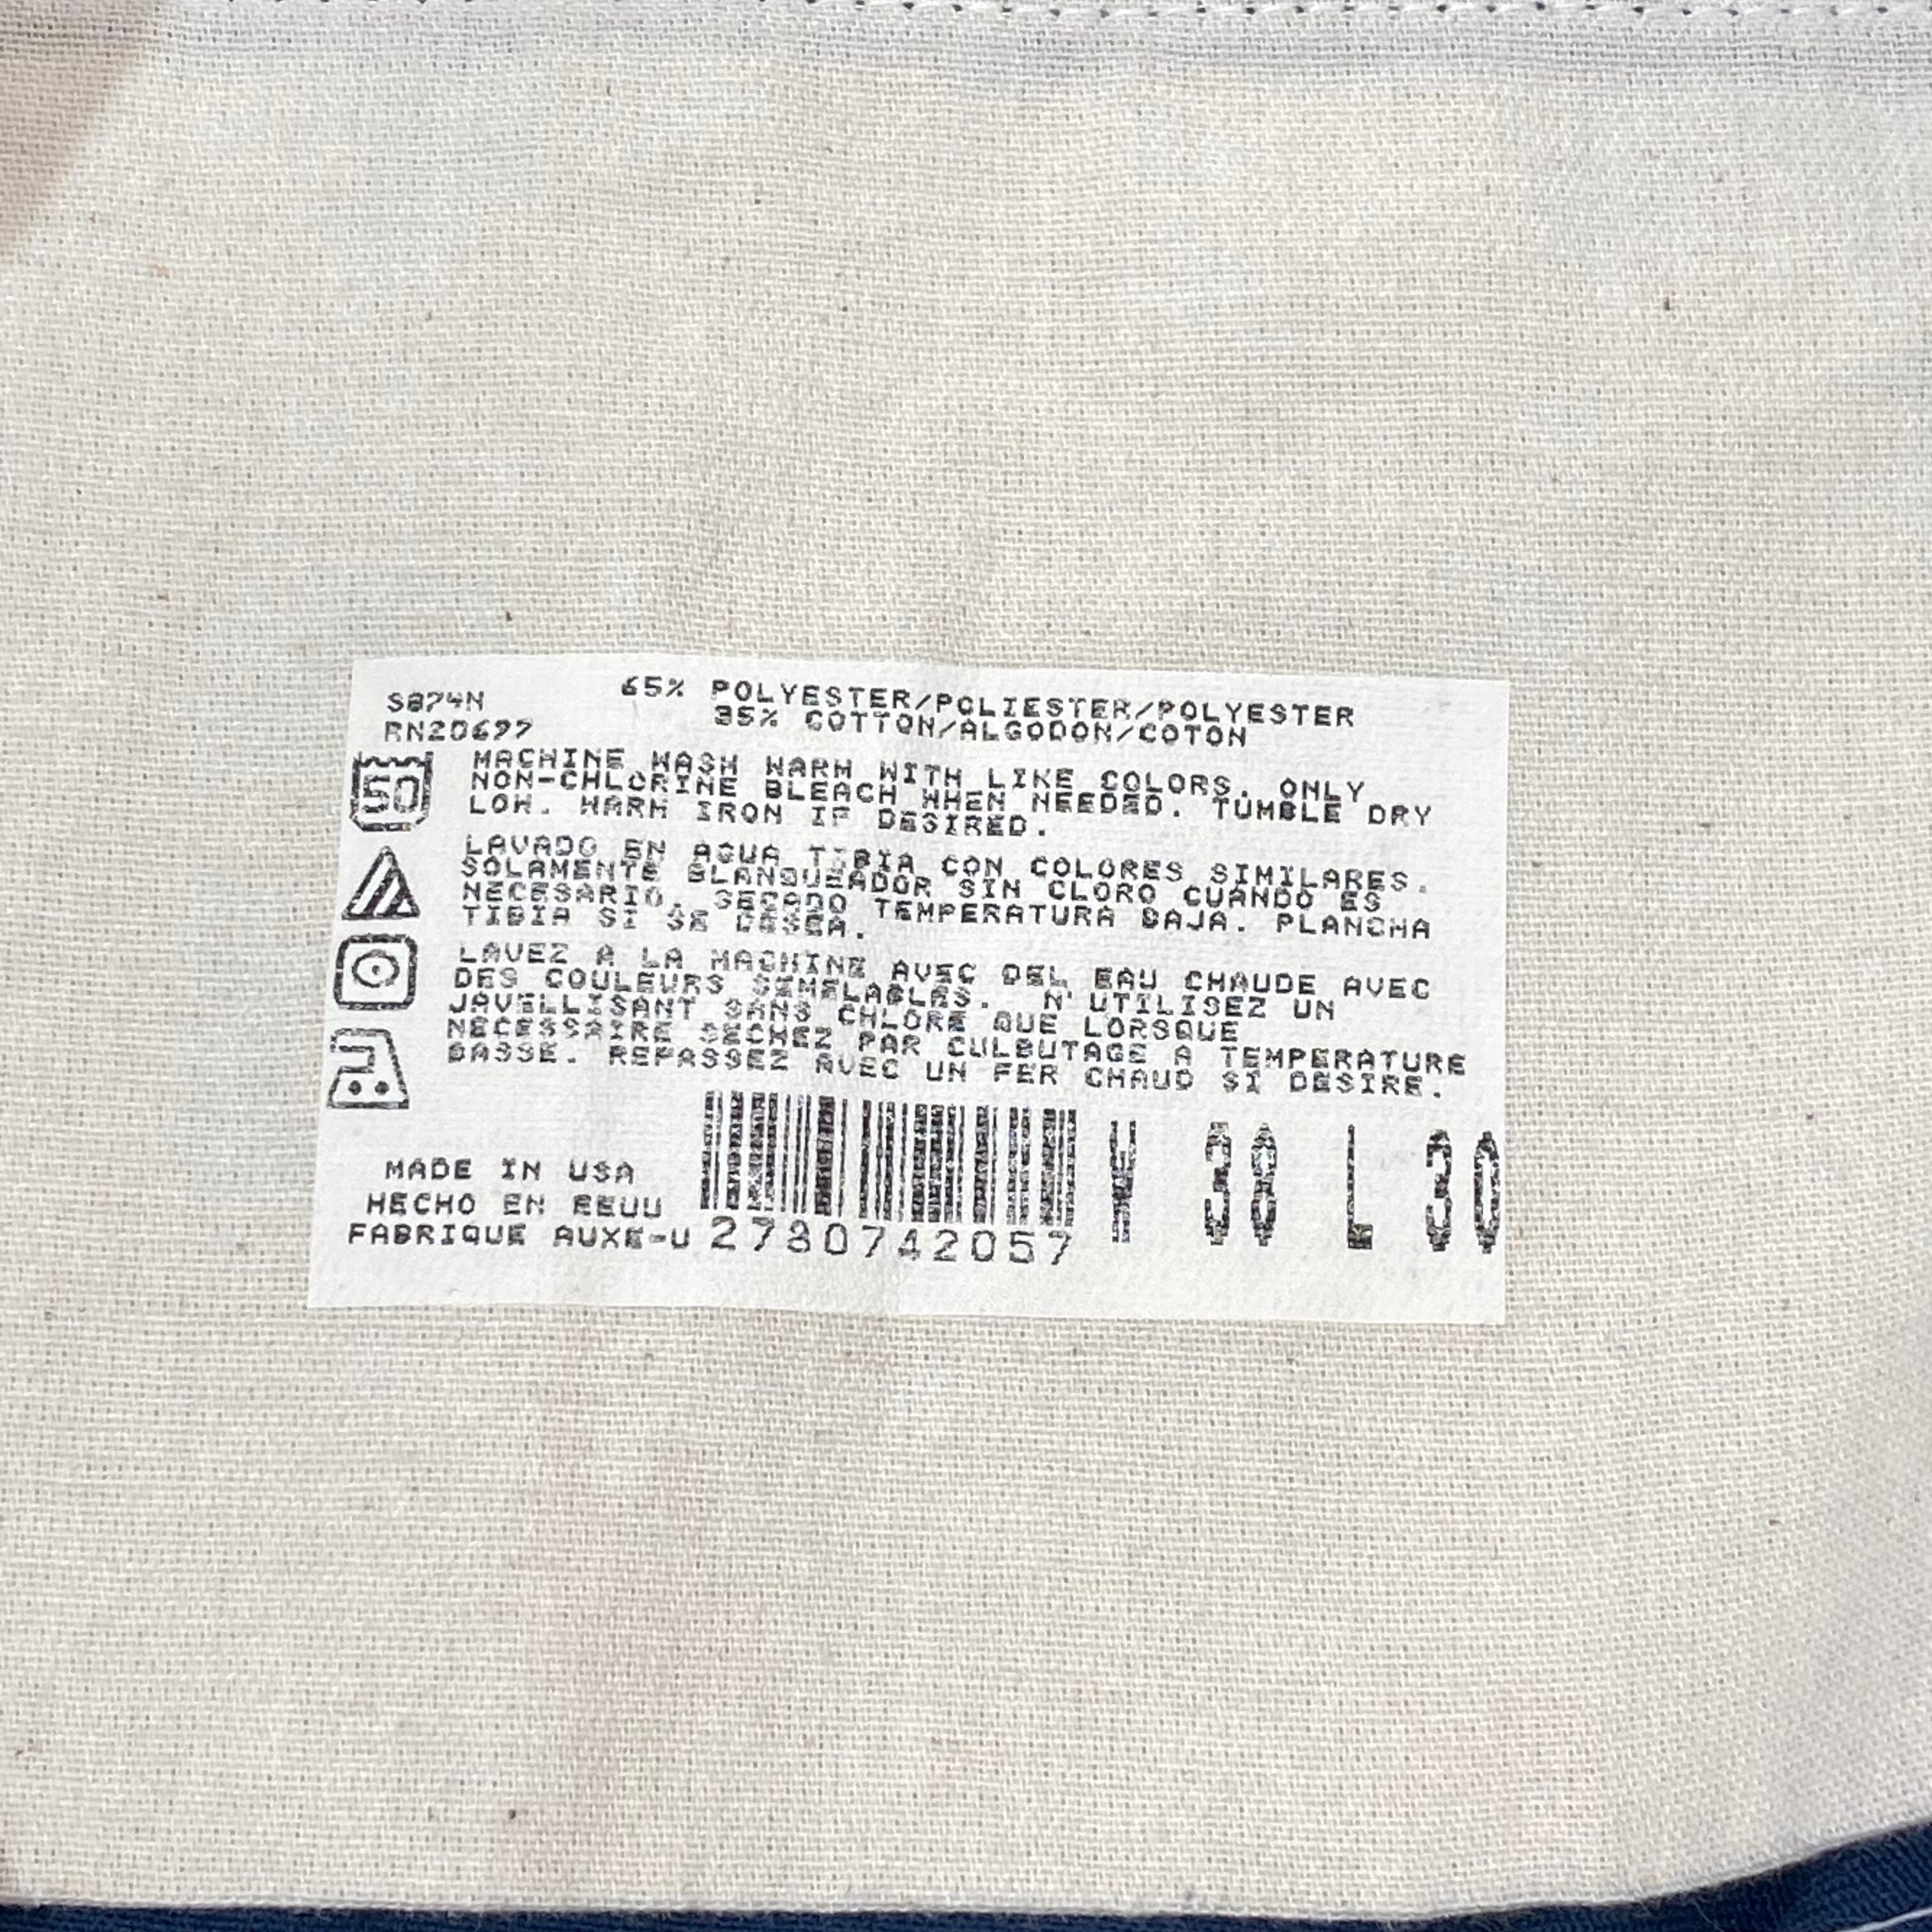 S874N
RN20697
65% POLYESTER/POLIESTER/POLYESTER
35% COTTON/ALGODON/COTON
50
MACHINE WASH WARM WITH LIKE COLORS. ONLY
NON-CHLORINE BLEACH WHEN NEEDED. TUMBLE DRY
LOW. WARM IRON IF DESIRED.
LAVADO EN AGUA TIBIA CON COLORES SIMILARES.
SOLAMENTE BLANQUEADOR SIN CLORO CUANDO ES
NECESARIO. SECADO TEMPERATURA BAJA. PLANCHA
TIBIA SI SE DESEA.
LAVEZ A LA MACHINE AVEC DEL EAU CHAUDE AVEC
DES COULEURS SEMBLABLES. N'UTILISEZ UN
JAVELLISANT SANS CHLORE QUE LORSQUE
NECESSAIRE SECHEZ PAR CULBUTAGE A TEMPERATURE
BASSE. REPASSEZ AVEC UN FER CHAUD SI DESIRE.
MADE IN USA
HECHO EN EEUU
FABRIQUE AUXE-U
2730742057
W 38 L 30